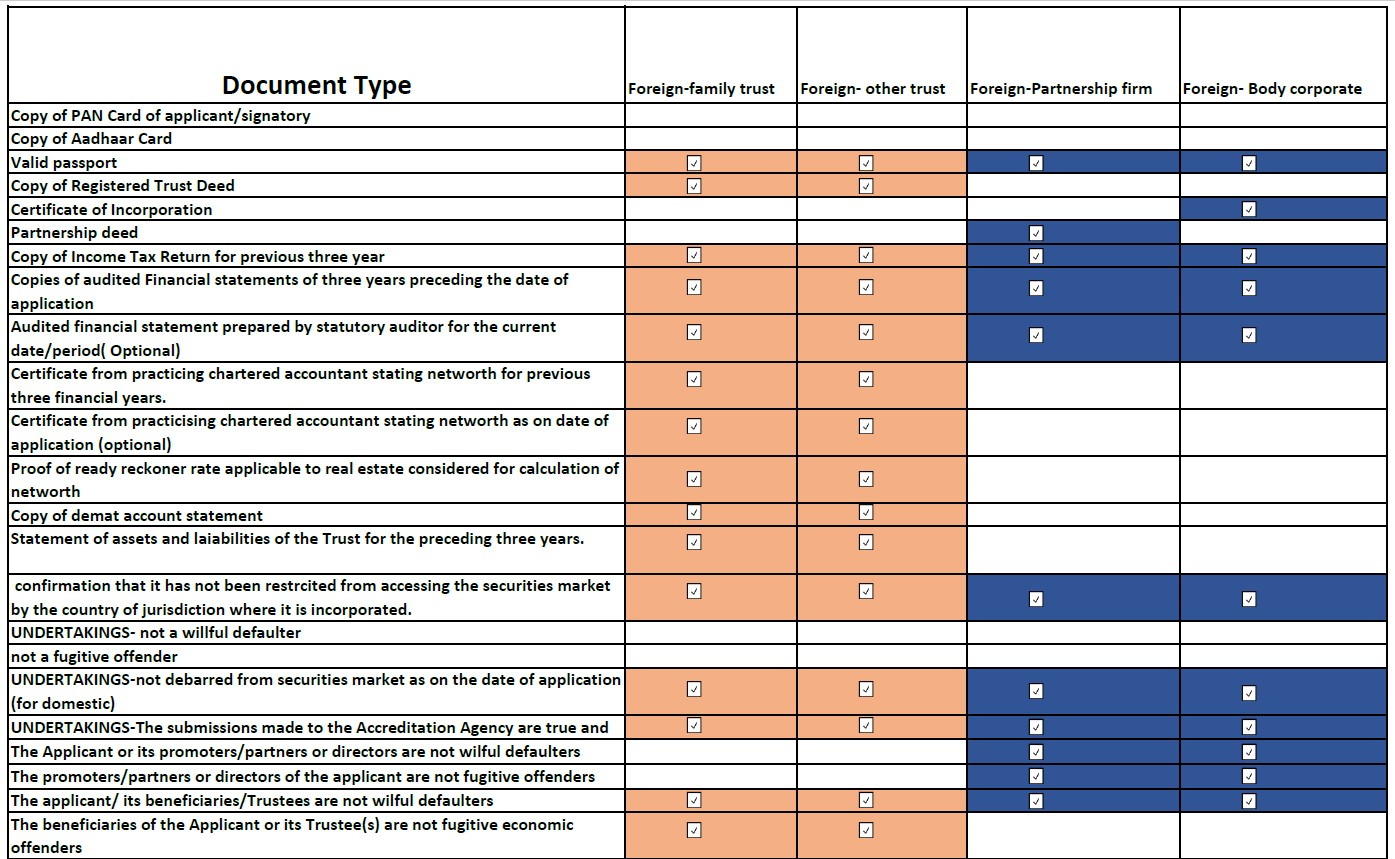 Document Type Foreign-family trust Foreign- other trust Foreign-Partnership firm Foreign- Body corporate
Copy of PAN Card of applicant/signatory
Copy of Aadhaar Card
Valid passport
Copy of Registered Trust Deed
Certificate of Incorporation
Partnership deed
Copy of Income Tax Return for previous three year
Copies of audited Financial statements of three years preceding the date of
application
Audited financial statement prepared by statutory auditor for the current
date/period( Optional)
Certificate from practicing chartered accountant stating networth for previous
three financial years.
Certificate from practicising chartered accountant stating networth as on date of
application (optional)
Proof of ready reckoner rate applicable to real estate considered for calculation of
networth
Copy of demat account statement
Statement of assets and laiabilities of the Trust for the preceding three years.
confirmation that it has not been restrcited from accessing the securities market
by the country of jurisdiction where it is incorporated.
UNDERTAKINGS- not a willful defaulter
not a fugitive offender
UNDERTAKINGS-not debarred from securities market as on the date of application
(for domestic)
UNDERTAKINGS-The submissions made to the Accreditation Agency are true and
The Applicant or its promoters/partners or directors are not wilful defaulters
The promoters/partners or directors of the applicant are not fugitive offenders
The applicant/ its beneficiaries/Trustees are not wilful defaulters
The beneficiaries of the Applicant or its Trustee(s) are not fugitive economic
offenders